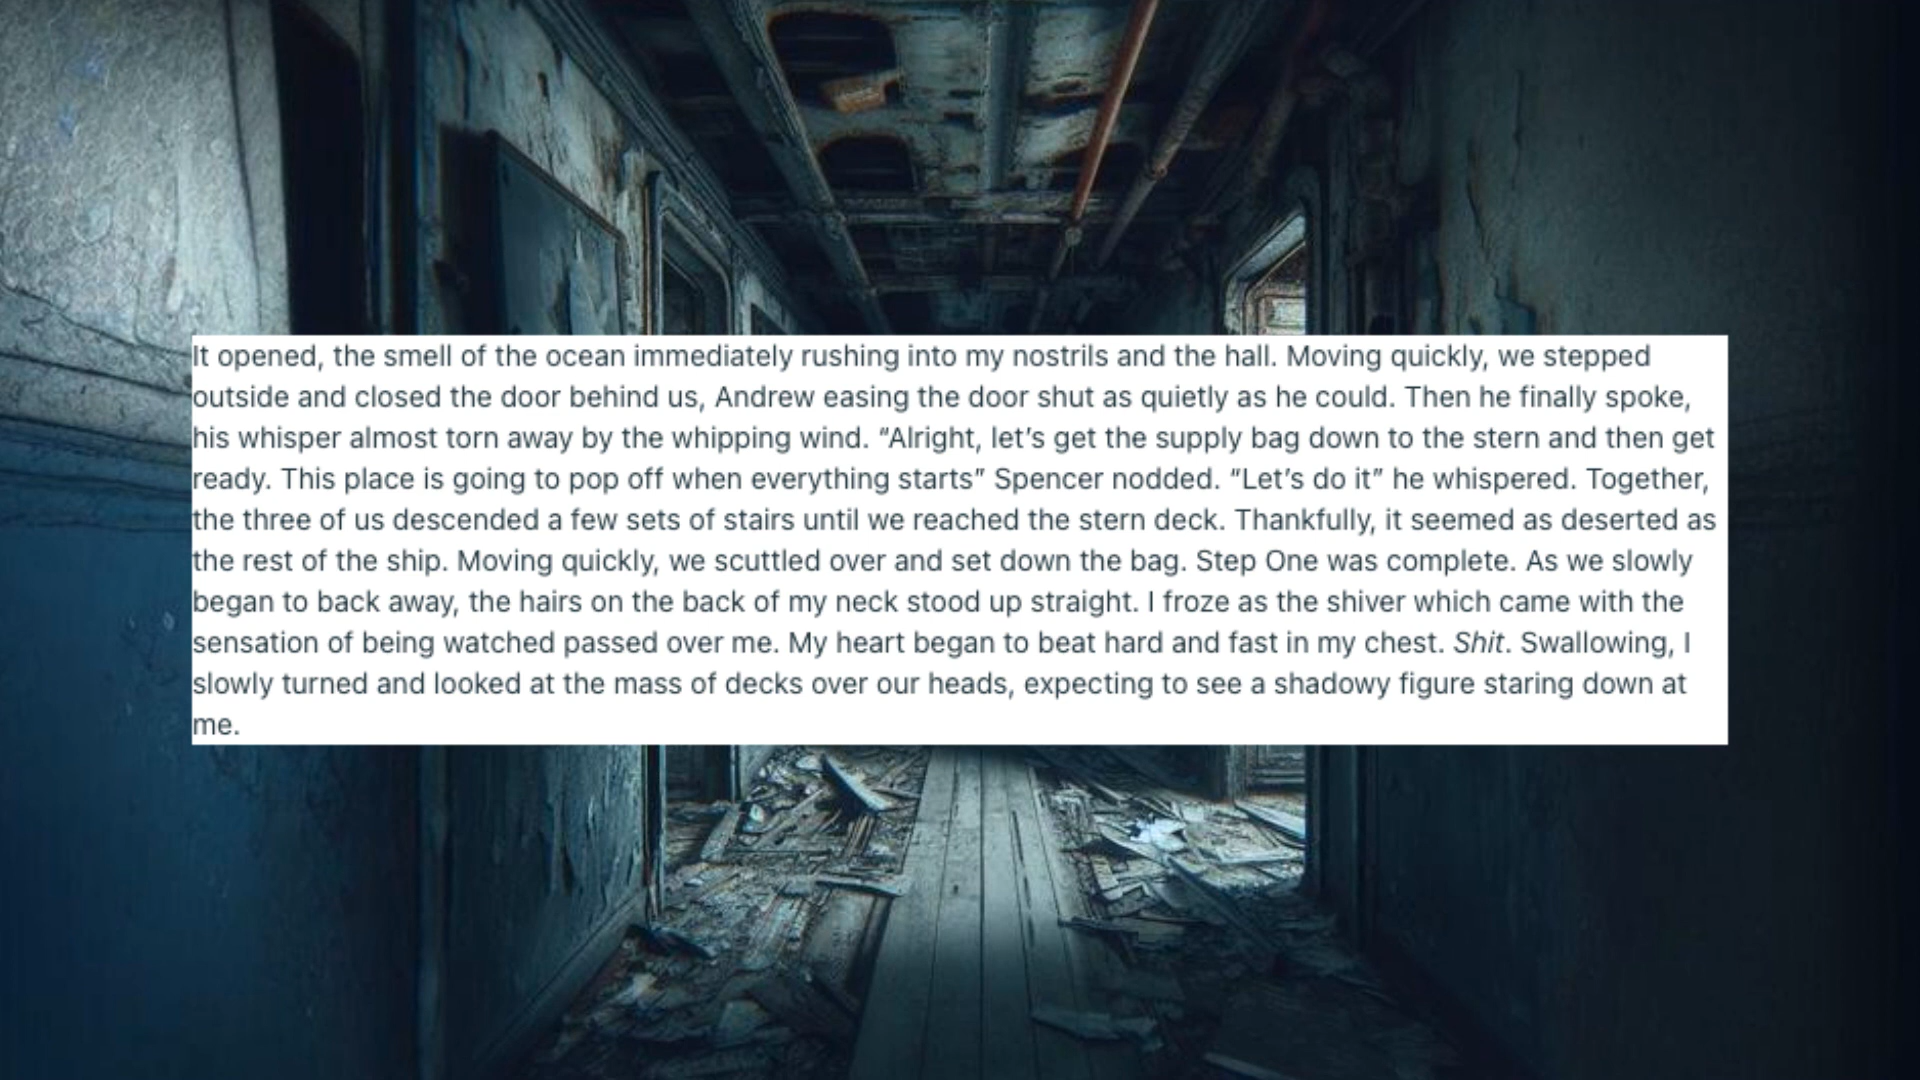 It opened, the smell of the ocean immediately rushing into my nostrils and the hall. Moving quickly, we stepped
outside and closed the door behind us, Andrew easing the door shut as quietly as he could. Then he finally spoke,
his whisper almost torn away by the whipping wind. “Alright, let’s get the supply bag down to the stern and then get
ready. This place is going to pop off when everything starts” Spencer nodded. “Let’s do it” he whispered. Together,
the three of us descended a few sets of stairs until we reached the stern deck. Thankfully, it seemed as deserted as
the rest of the ship. Moving quickly, we scuttled over and set down the bag. Step One was complete. As we slowly
began to back away, the hairs on the back of my neck stood up straight. I froze as the shiver which came with the
sensation of being watched passed over me. My heart began to beat hard and fast in my chest. Shit. Swallowing, I
slowly turned and looked at the mass of decks over our heads, expecting to see a shadowy figure staring down at
me.